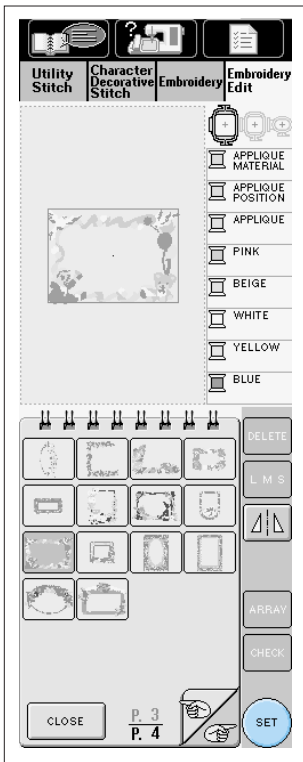 Utility
Stitch
Character
Decorative
Stitch
Embroidery
Embroidery
Edit
APPLIQUE
MATERIAL
APPLIQUE
POSITION
APPLIQUE
PINK
BEIGE
WHITE
YELLOW
BLUE
DELETE
L M S
ARRAY
CHECK
CLOSE
P. 3
P. 4
SET